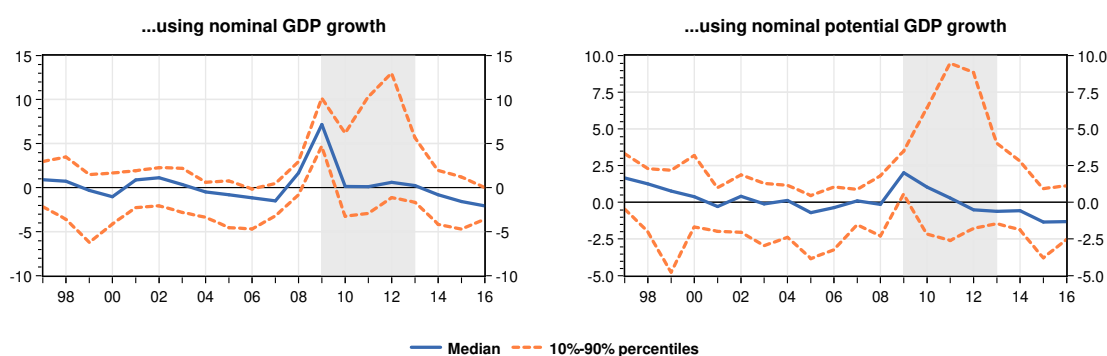 ...using nominal GDP growth
...using nominal potential GDP growth
15 15 10.0 10.0
10 10 7.5 7.5
5 5 5.0 5.0
2.5 2.5
0 0 0.0 0.0
-5 -5 -2.5 -2.5
-10 -10 -5.0 -5.0
98 00 02 04 06 08 10 12 14 16 98 00 02 04 06 08 10 12 14 16
Median 10%-90% percentiles